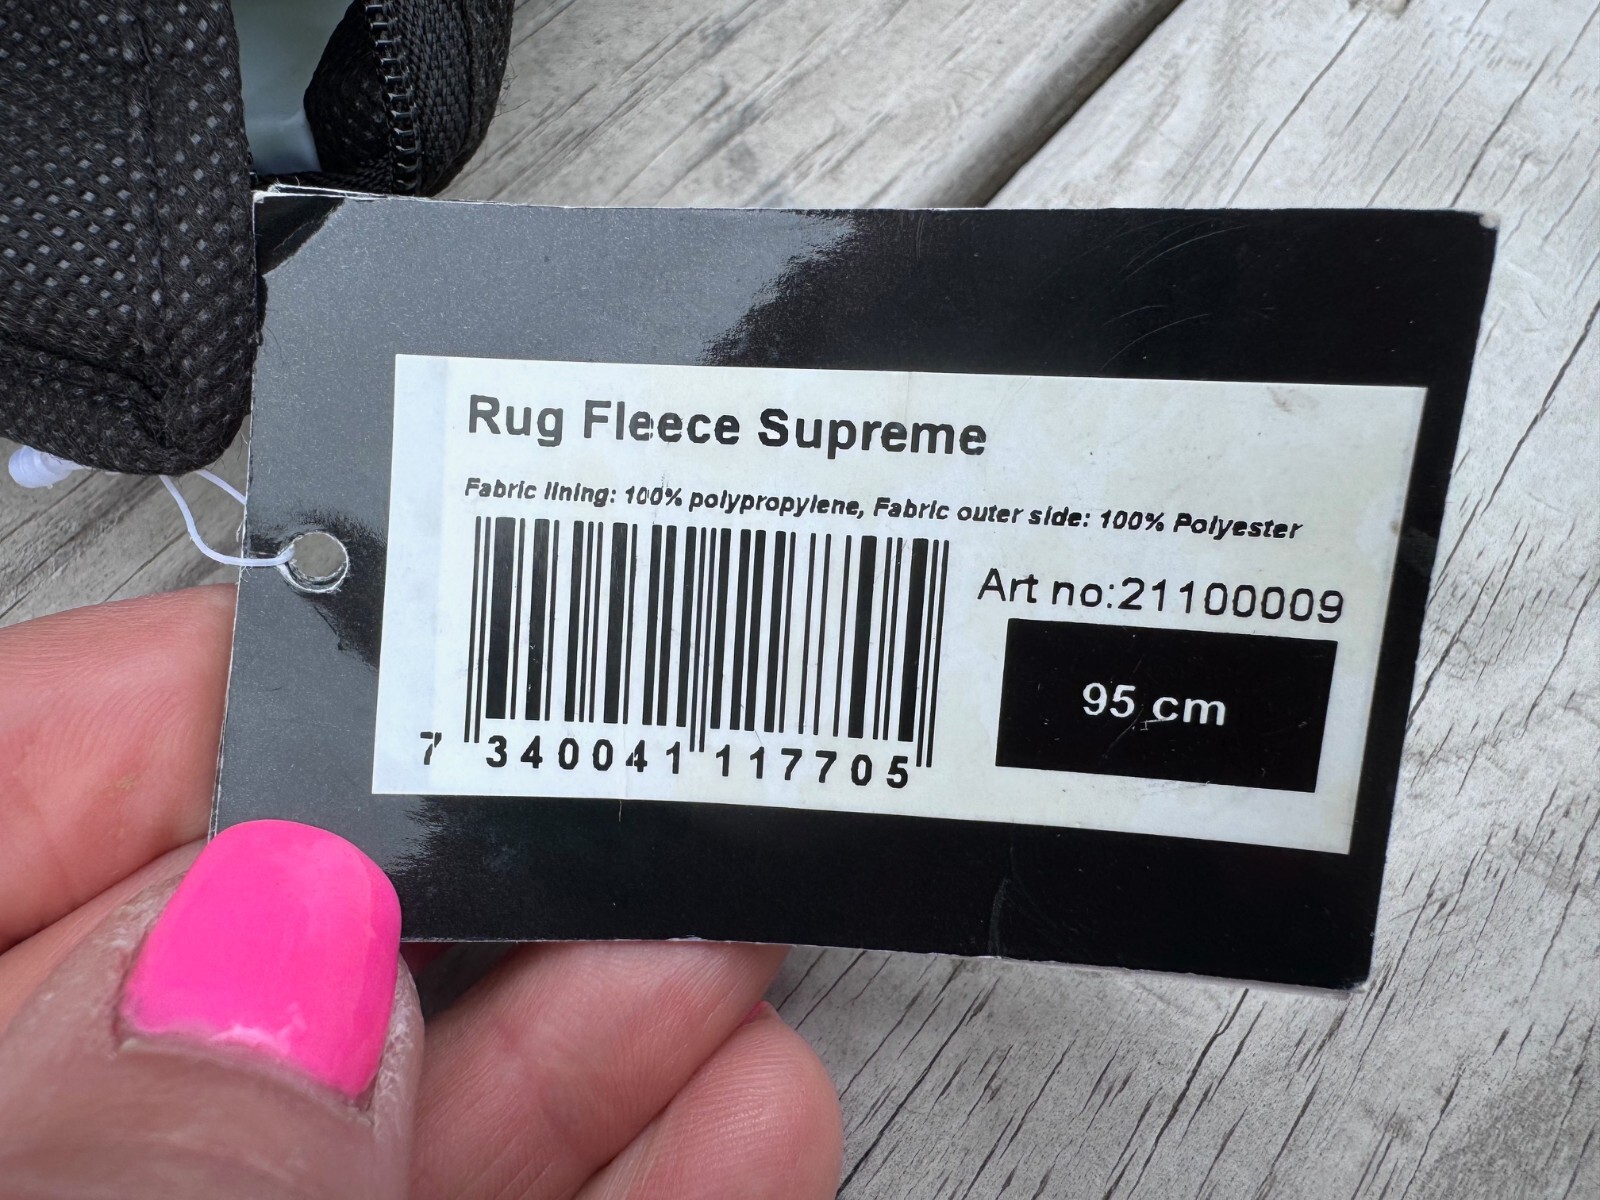 Rug Fleece Supreme
Fabric lining: 100% polypropylene, Fabric outer side: 100% Polyester
Art no:21100009
95 cm
7 340041 117705